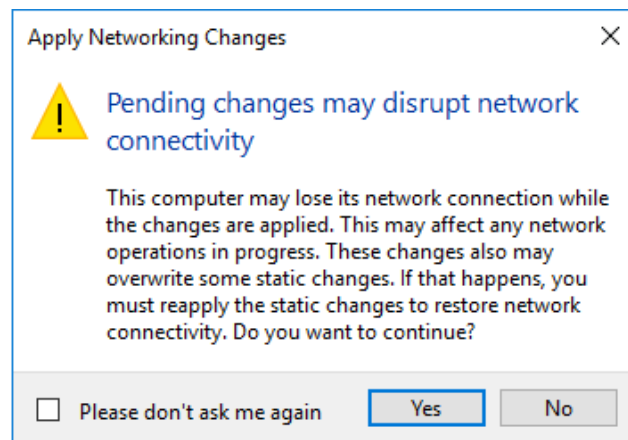 Apply Networking Changes
Pending changes may disrupt network
connectivity
This computer may lose its network connection while
the changes are applied. This may affect any network
operations in progress. These changes also may
overwrite some static changes. If that happens, you
must reapply the static changes to restore network
connectivity. Do you want to continue?
Please don't ask me again
Yes
No